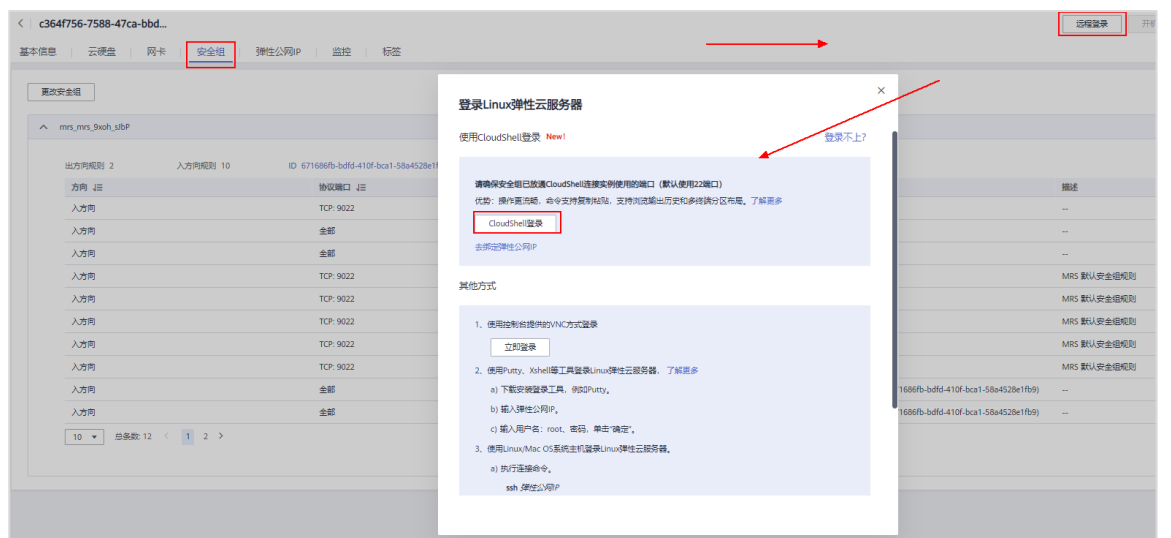 < c364f756-7588-47ca-bbd...
远程登录
基本信息 云硬盘 网卡 安全组 弹性公网IP 监控 标签
更改安全组
mrs_mrs_9xoh_sJbP
出方向规则 2 入方向规则 10 ID 671686fb-bdfd-410f-bca1-58a4528e1f
方向 协议端口 描述
入方向 TCP: 9022 --
入方向 全部 --
入方向 全部 --
入方向 TCP: 9022 MRS 默认安全组规则
入方向 TCP: 9022 MRS 默认安全组规则
入方向 TCP: 9022 MRS 默认安全组规则
入方向 TCP: 9022 MRS 默认安全组规则
入方向 TCP: 9022 MRS 默认安全组规则
入方向 全部 '1686fb-bdfd-410f-bca1-58a4528e1fb9) --
入方向 全部 '1686fb-bdfd-410f-bca1-58a4528e1fb9) --
10 总条数: 12 < 1 2 >
登录Linux弹性云服务器
使用CloudShell登录 New!
登录不上?
请确保安全组已放通CloudShell连接实例使用的端口（默认使用22端口）
优势：操作更流畅，命令支持复制粘贴，支持浏览输出历史和多终端分区布局。了解更多
CloudShell登录
去绑定弹性公网IP
其他方式
1、使用控制台提供的VNC方式登录
立即登录
2、使用Putty、Xshell等工具登录Linux弹性云服务器，了解更多
a) 下载安装登录工具，例如Putty。
b) 输入弹性公网IP。
c) 输入用户名：root、密码，单击“确定”。
3、使用Linux/Mac OS系统主机登录Linux弹性云服务器。
a) 执行连接命令。
ssh 弹性公网IP